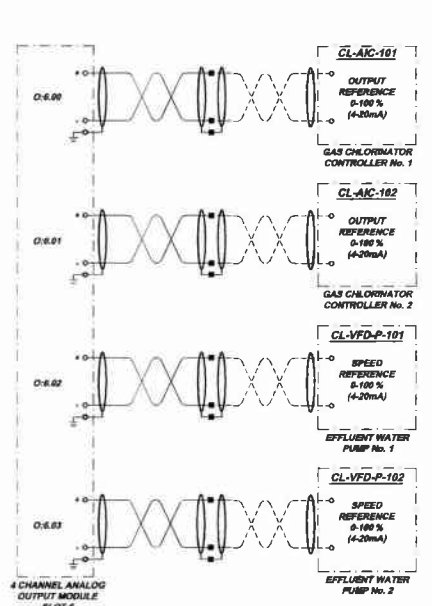 CL-AIC-101
O:6.00
OUTPUT
REFERENCE
0-100 %
(4-20mA)
GAS CHLORINATOR
CONTROLLER No. 1
CL-AIC-102
O:6.01
OUTPUT
REFERENCE
0-100 %
(4-20mA)
GAS CHLORINATOR
CONTROLLER No. 2
CL-VFD-P-101
O:6.02
SPEED
REFERENCE
0-100 %
(4-20mA)
EFFLUENT WATER
PUMP No. 1
CL-VFD-P-102
O:6.03
SPEED
REFERENCE
0-100 %
(4-20mA)
EFFLUENT WATER
PUMP No. 2
4 CHANNEL ANALOG
OUTPUT MODULE